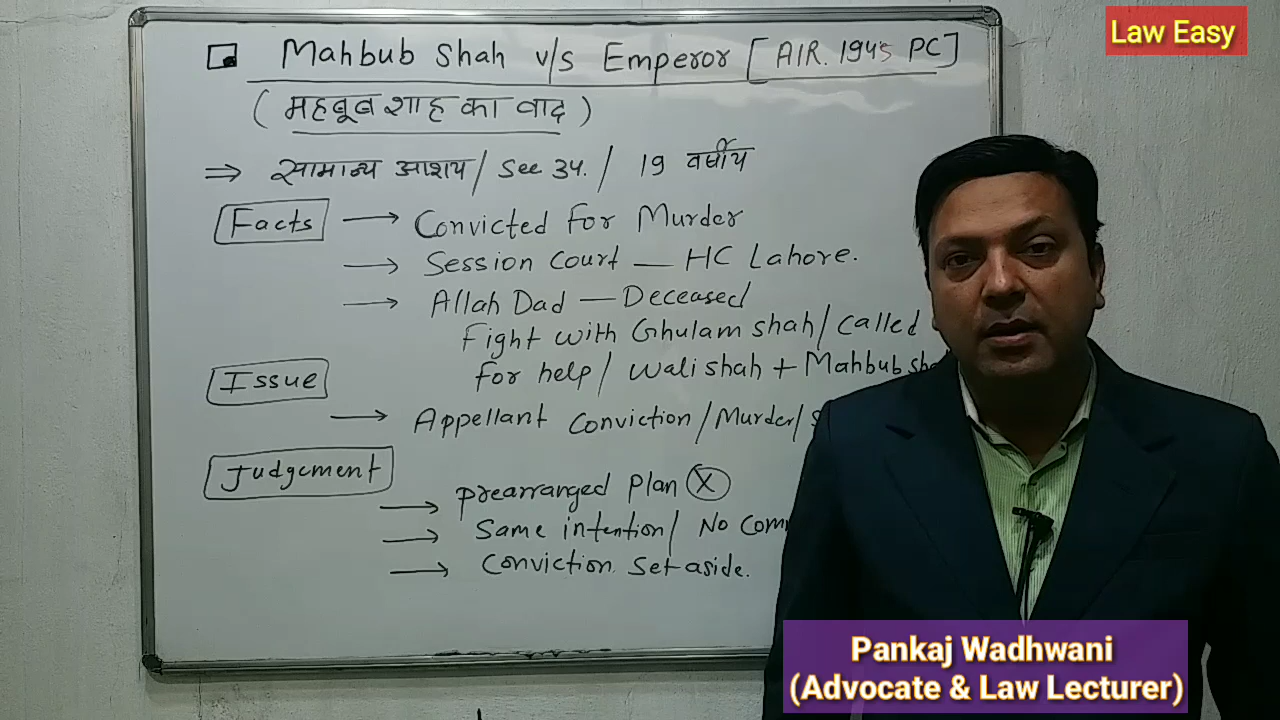 Law Easy
Mahbub Shah v/s Emperor [AIR. 1945 PC]
(महबूब शाह का वाद)
⇒ सामान्य आशय / Sec 34. / 19 वर्षीय
Facts → Convicted For Murder
→ Session Court — HC Lahore.
→ Allah Dad — Deceased
Fight with Ghulam Shah / called
For help / Wali shah + Mahbub
Issue
→ Appellant Conviction / Murder /
Judgement
→ Prearranged Plan (X)
→ Same intention / No
→ Conviction Set aside.
Pankaj Wadhwani
(Advocate & Law Lecturer)